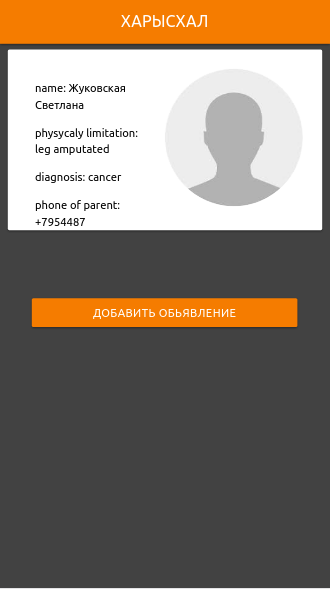 ХАРЫСХАЛ
name: Жуковская
Светлана
physycaly limitation:
leg amputated
diagnosis: cancer
phone of parent:
+7954487
ДОБАВИТЬ ОБЬЯВЛЕНИЕ